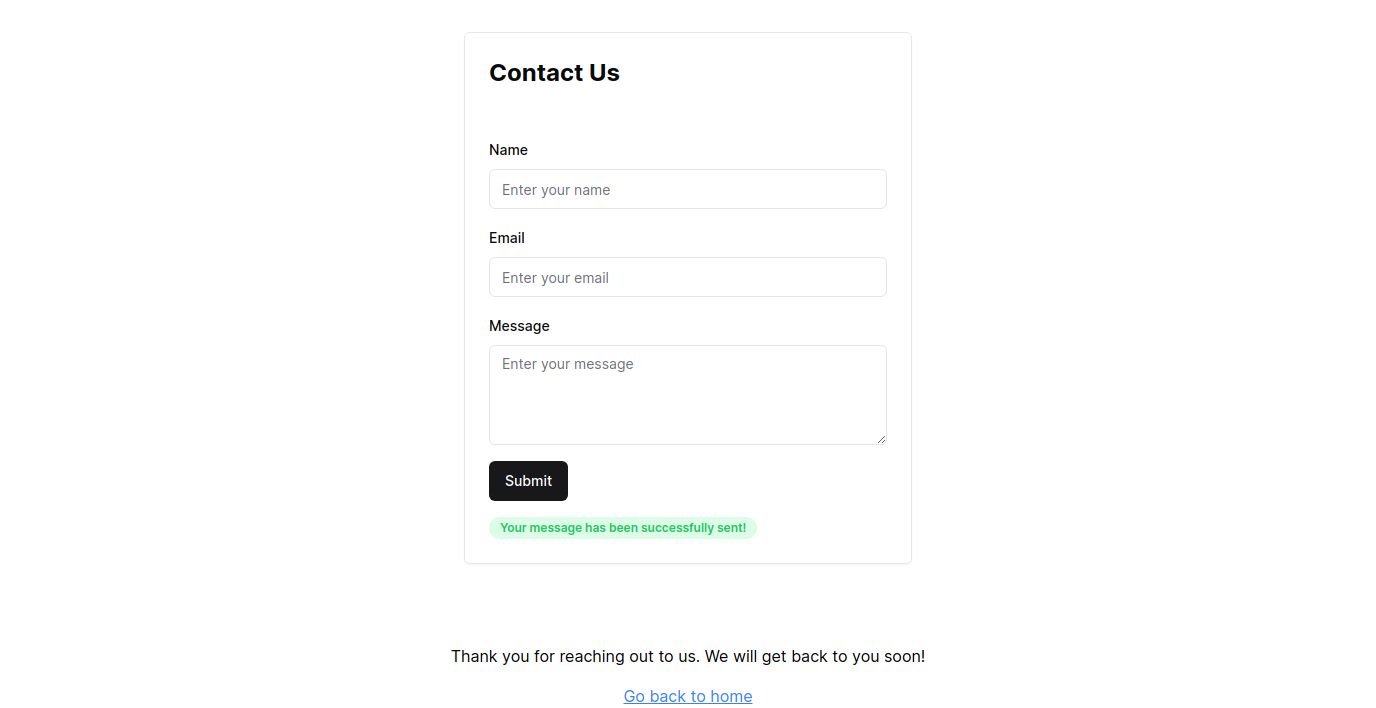 Contact Us
Name
Enter your name
Email
Enter your email
Message
Enter your message
Submit
Your message has been successfully sent!
Thank you for reaching out to us. We will get back to you soon!
Go back to home